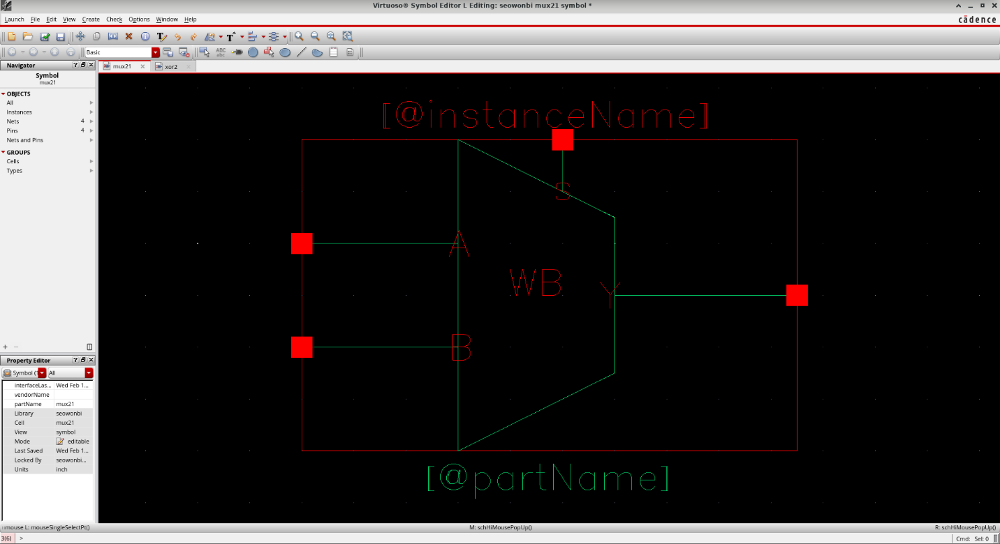 Virtuoso® Symbol Editor L Editing: seowonbi mux21 symbol *
Launch File Edit View Create Check Options Window Help
cādence
Basic
ABC
abc
Navigator
mux21
xor2
Symbol
mux21
OBJECTS
All
Instances
Nets 4
Pins 4
Nets and Pins
GROUPS
Cells
Types
[@instanceName]
S
A
WB
Y
B
[@partName]
Property Editor
Symbol (1 All
interfaceLas... Wed Feb 1...
vendorName
partName mux21
Library seowonbi
Cell mux21
View symbol
Mode editable
Last Saved Wed Feb 1...
Locked By seowonbi...
Units inch
mouse L: mouseSingleSelectPt() M: schHiMousePopUp() R: schHiMousePopUp()
3(6) > Cmd: Sel: 0